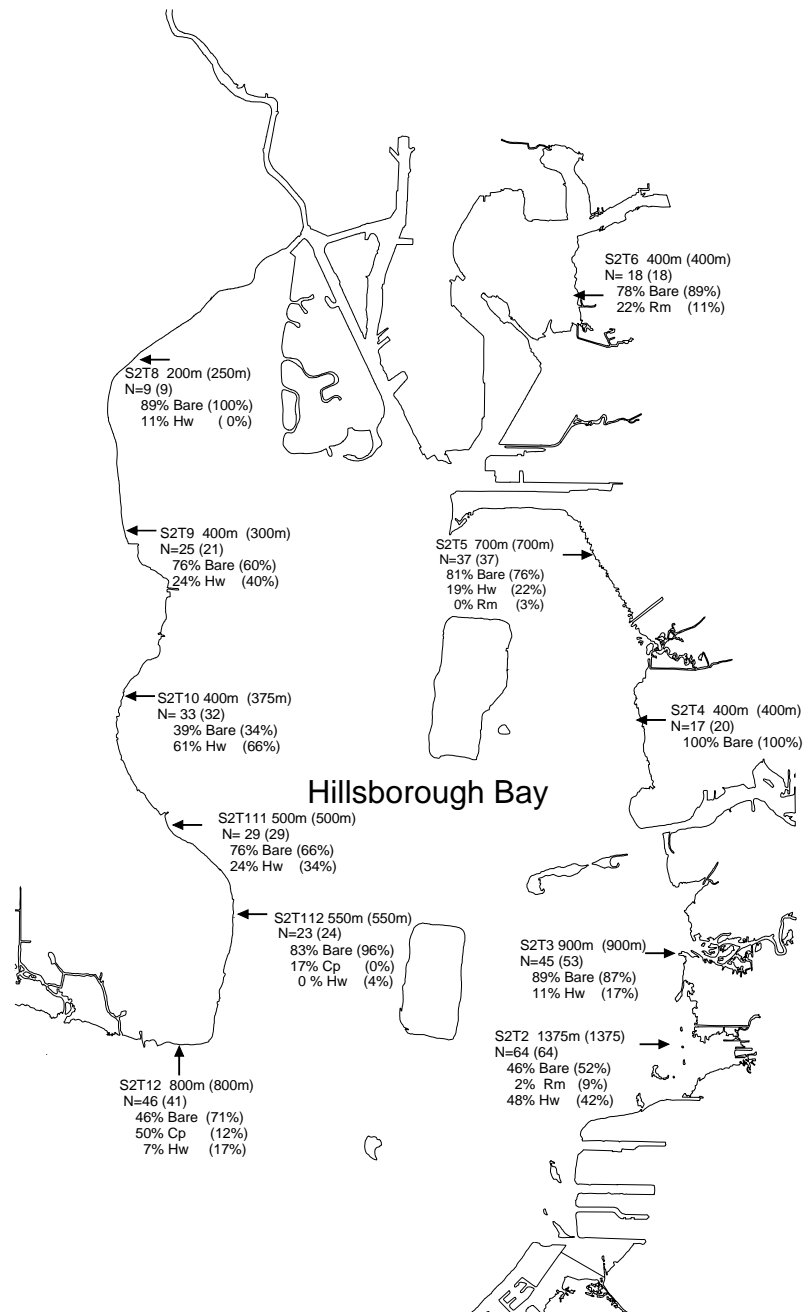 S2T6 400m (400m)
N= 18 (18)
78% Bare (89%)
22% Rm (11%)
S2T8 200m (250m)
N=9 (9)
89% Bare (100%)
11% Hw ( 0%)
S2T9 400m (300m)
N=25 (21)
76% Bare (60%)
24% Hw (40%)
S2T5 700m (700m)
N=37 (37)
81% Bare (76%)
19% Hw (22%)
0% Rm (3%)
S2T10 400m (375m)
N= 33 (32)
39% Bare (34%)
61% Hw (66%)
S2T4 400m (400m)
N=17 (20)
100% Bare (100%)
Hillsborough Bay
S2T111 500m (500m)
N= 29 (29)
76% Bare (66%)
24% Hw (34%)
S2T112 550m (550m)
N=23 (24)
83% Bare (96%)
17% Cp (0%)
0 % Hw (4%)
S2T3 900m (900m)
N=45 (53)
89% Bare (87%)
11% Hw (17%)
S2T2 1375m (1375)
N=64 (64)
46% Bare (52%)
2% Rm (9%)
48% Hw (42%)
S2T12 800m (800m)
N=46 (41)
46% Bare (71%)
50% Cp (12%)
7% Hw (17%)